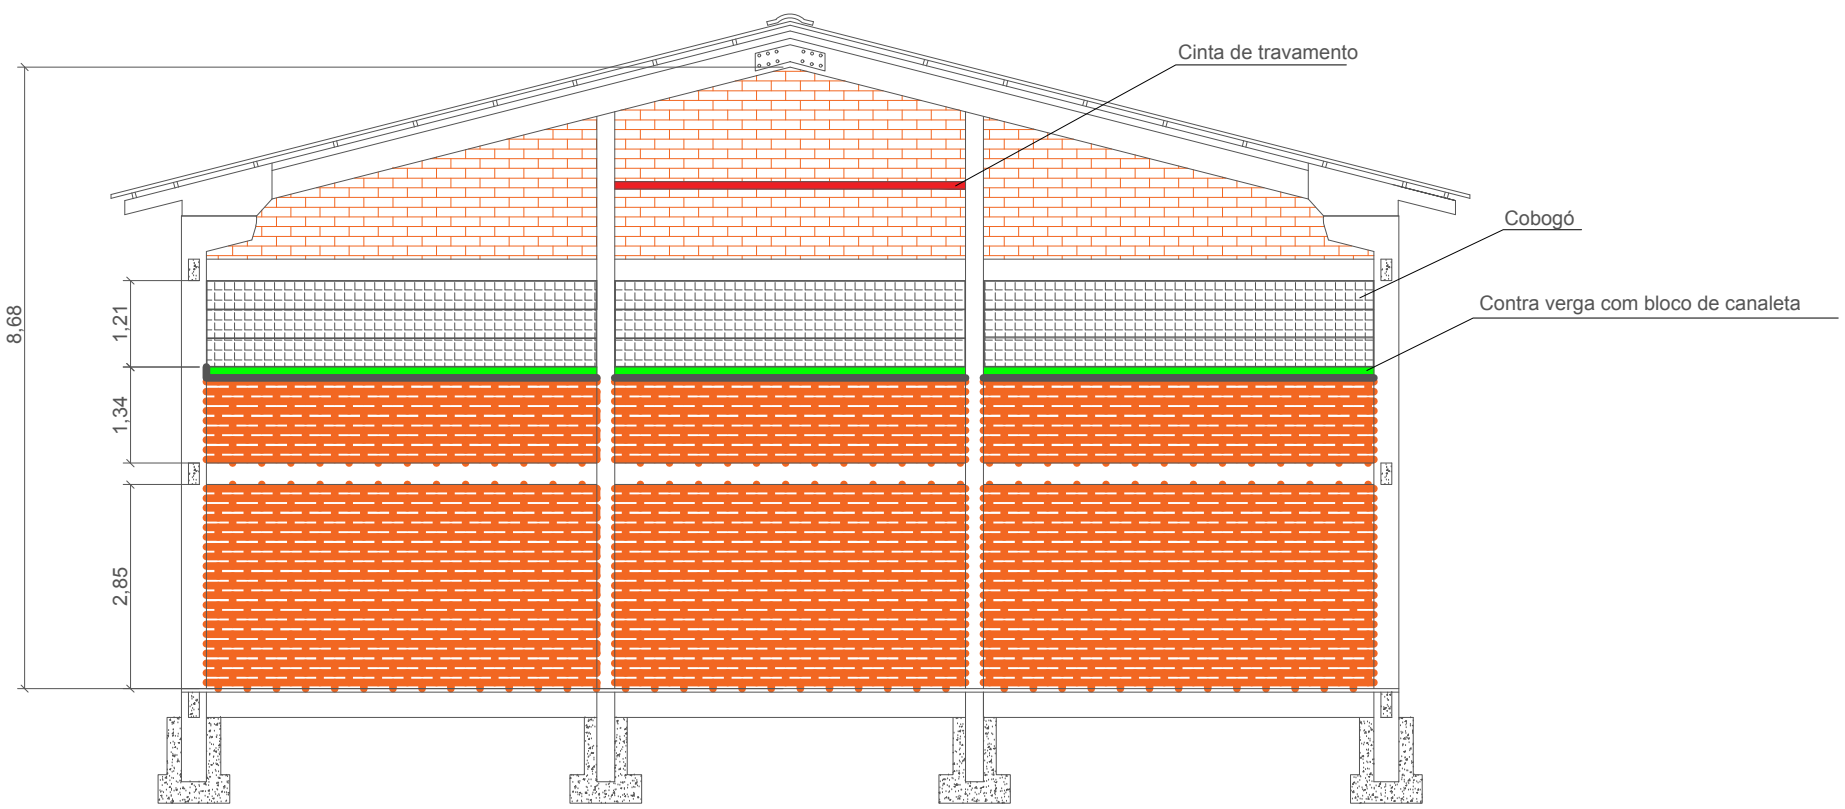 Cinta de travamento
Cobogó
Contra verga com bloco de canaleta
8,68
1,21
1,34
2,85